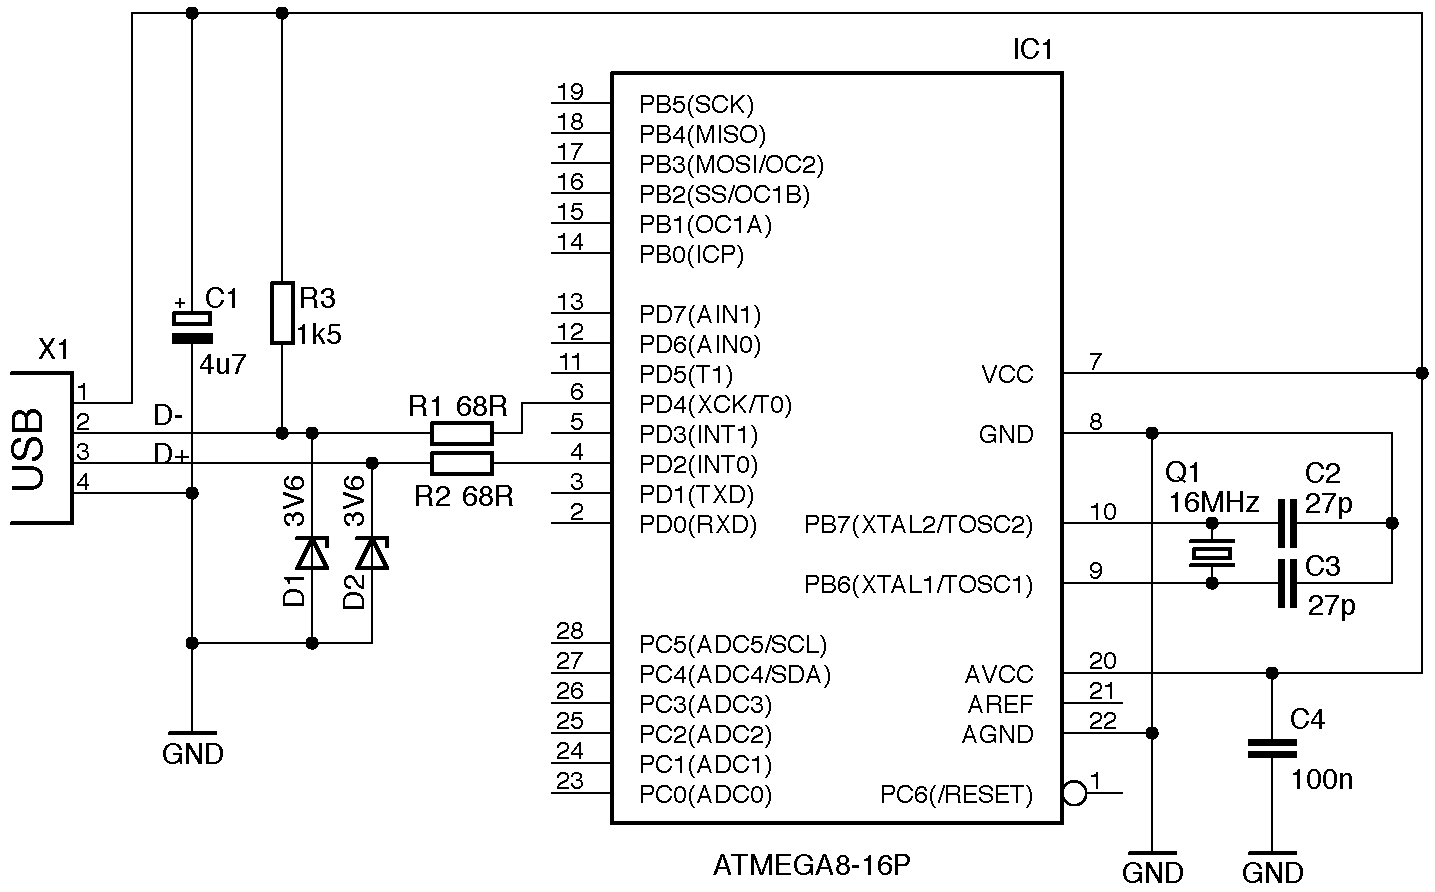 IC1
19 PB5(SCK)
18 PB4(MISO)
17 PB3(MOSI/OC2)
16 PB2(SS/OC1B)
15 PB1(OC1A)
14 PB0(ICP)
+ C1
4u7
R3
1k5
13 PD7(AIN1)
12 PD6(AIN0)
11 PD5(T1)
6 PD4(XCK/T0)
5 PD3(INT1)
4 PD2(INT0)
3 PD1(TXD)
2 PD0(RXD)
X1
USB
1
2 D-
3 D+
4
R1 68R
R2 68R
3V6
D1
3V6
D2
VCC 7
GND 8
PB7(XTAL2/TOSC2) 10
PB6(XTAL1/TOSC1) 9
Q1
16MHz
C2
27p
C3
27p
28 PC5(ADC5/SCL)
27 PC4(ADC4/SDA)
26 PC3(ADC3)
25 PC2(ADC2)
24 PC1(ADC1)
23 PC0(ADC0)
AVCC 20
AREF 21
AGND 22
PC6(/RESET) 1
C4
100n
GND
GND
GND
ATMEGA8-16P